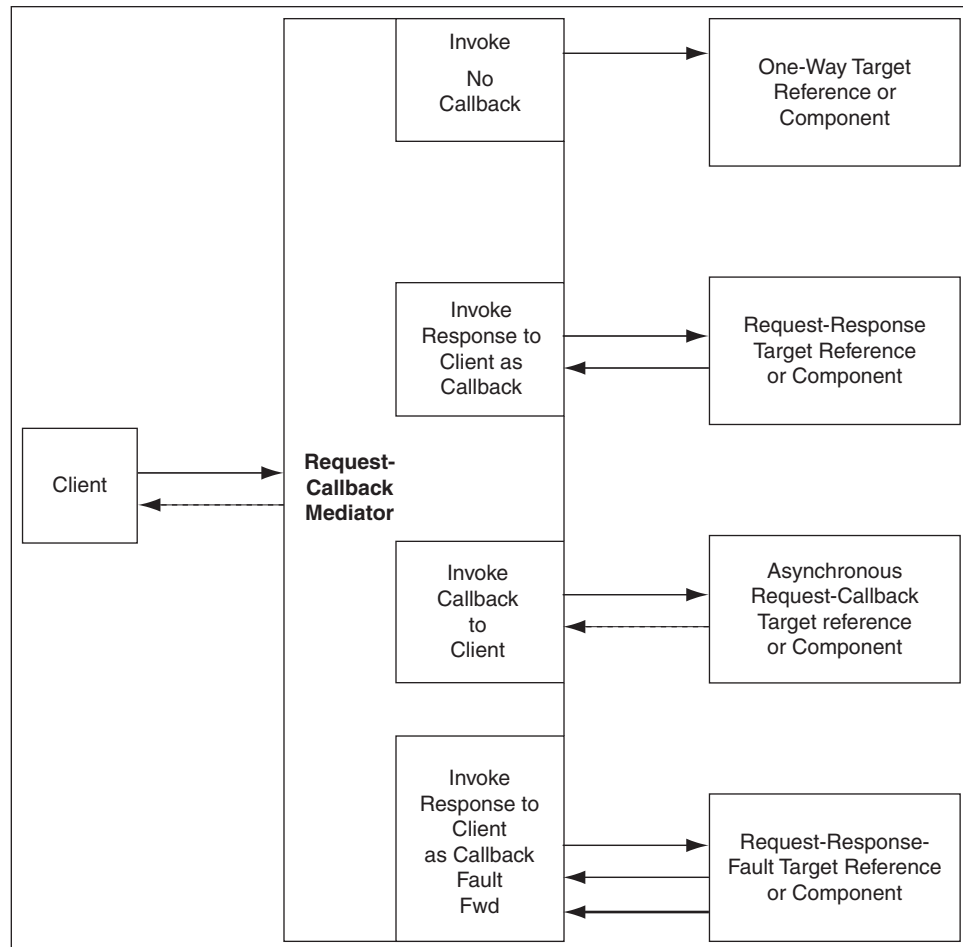 Invoke
No
Callback
One-Way Target
Reference or
Component
Invoke
Response to
Client as
Callback
Request-Response
Target Reference
or Component
Client
Request-
Callback
Mediator
Invoke
Callback
to
Client
Asynchronous
Request-Callback
Target reference
or Component
Invoke
Response to
Client
as Callback
Fault
Fwd
Request-Response-
Fault Target Reference
or Component